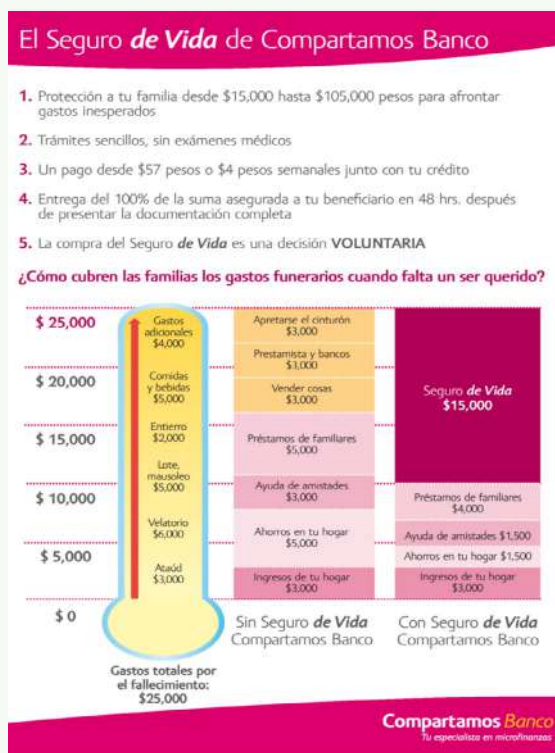 El Seguro de Vida de Compartamos Banco
1. Protección a tu familia desde $15,000 hasta $105,000 pesos para afrontar
gastos inesperados
2. Trámites sencillos, sin exámenes médicos
3. Un pago desde $57 pesos o $4 pesos semanales junto con tu crédito
4. Entrega del 100% de la suma asegurada a tu beneficiario en 48 hrs. después
de presentar la documentación completa
5. La compra del Seguro de Vida es una decisión VOLUNTARIA
¿Cómo cubren las familias los gastos funerarios cuando falta un ser querido?
$ 25,000
$ 20,000
$ 15,000
$ 10,000
$ 5,000
$ 0
Gastos
adicionales
$4,000
Comidas
y bebidas
$5,000
Entierro
$2,000
Lote,
mausoleo
$5,000
Velatorio
$6,000
Ataúd
$3,000
Gastos totales por
el fallecimiento:
$25,000
Apretarse el cinturón
$3,000
Prestamista y bancos
$3,000
Vender cosas
$3,000
Préstamos de familiares
$5,000
Ayuda de amistades
$3,000
Ahorros en tu hogar
$5,000
Ingresos de tu hogar
$3,000
Sin Seguro de Vida
Compartamos Banco
Seguro de Vida
$15,000
Préstamos de familiares
$4,000
Ayuda de amistades $1,500
Ahorros en tu hogar $1,500
Ingresos de tu hogar
$3,000
Con Seguro de Vida
Compartamos Banco
Compartamos Banco
Tu especialista en microfinanzas